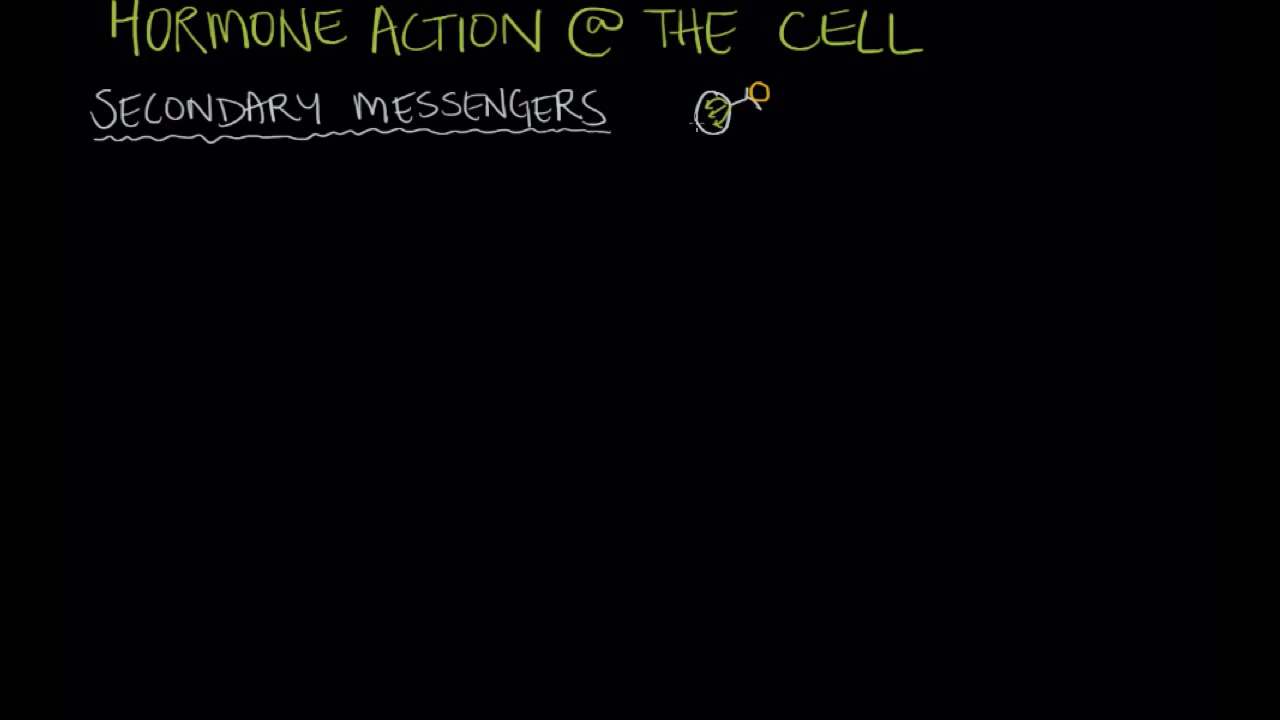 HORMONE ACTION @ THE CELL
SECONDARY MESSENGERS